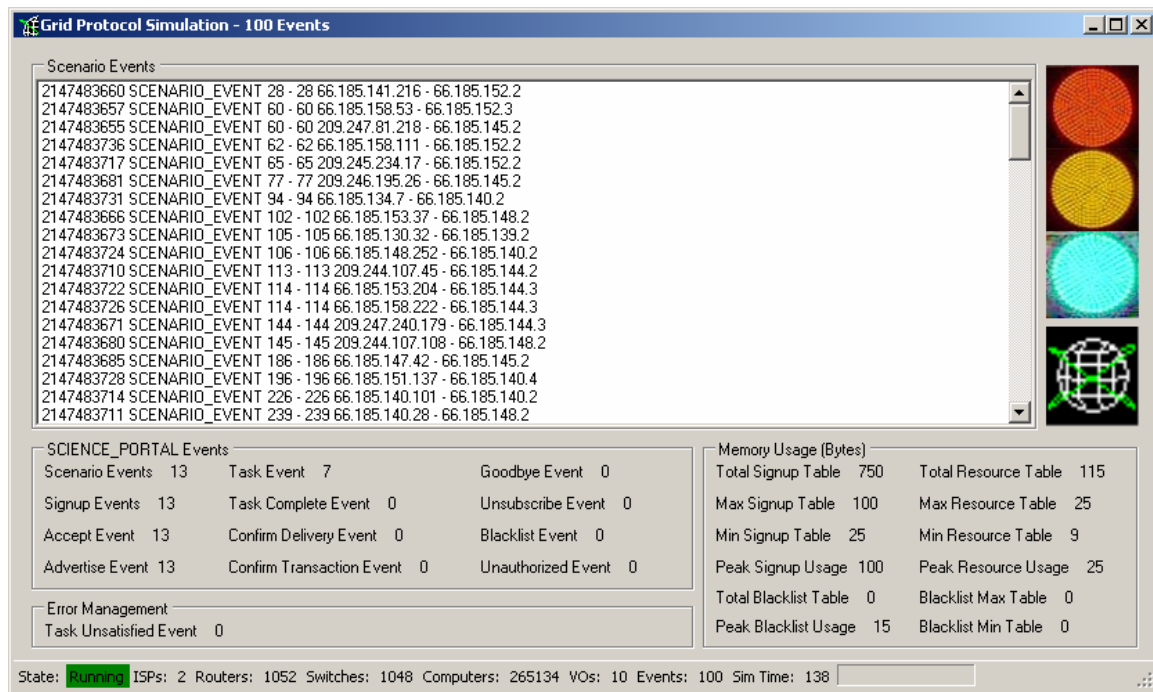 Grid Protocol Simulation - 100 Events
Scenario Events
2147483660 SCENARIO_EVENT 28 - 28 66.185.141.216 - 66.185.152.2
2147483657 SCENARIO_EVENT 60 - 60 66.185.158.53 - 66.185.152.3
2147483655 SCENARIO_EVENT 60 - 60 209.247.81.218 - 66.185.145.2
2147483736 SCENARIO_EVENT 62 - 62 66.185.158.111 - 66.185.152.2
2147483717 SCENARIO_EVENT 65 - 65 209.245.234.17 - 66.185.152.2
2147483681 SCENARIO_EVENT 77 - 77 209.246.195.26 - 66.185.145.2
2147483731 SCENARIO_EVENT 94 - 94 66.185.134.7 - 66.185.140.2
2147483666 SCENARIO_EVENT 102 - 102 66.185.153.37 - 66.185.148.2
2147483673 SCENARIO_EVENT 105 - 105 66.185.130.32 - 66.185.139.2
2147483724 SCENARIO_EVENT 106 - 106 66.185.148.252 - 66.185.140.2
2147483710 SCENARIO_EVENT 113 - 113 209.244.107.45 - 66.185.144.2
2147483722 SCENARIO_EVENT 114 - 114 66.185.153.204 - 66.185.144.3
2147483726 SCENARIO_EVENT 114 - 114 66.185.158.222 - 66.185.144.3
2147483671 SCENARIO_EVENT 144 - 144 209.247.240.179 - 66.185.144.3
2147483680 SCENARIO_EVENT 145 - 145 209.244.107.108 - 66.185.148.2
2147483685 SCENARIO_EVENT 186 - 186 66.185.147.42 - 66.185.145.2
2147483728 SCENARIO_EVENT 196 - 196 66.185.151.137 - 66.185.140.4
2147483714 SCENARIO_EVENT 226 - 226 66.185.140.101 - 66.185.140.2
2147483711 SCENARIO_EVENT 239 - 239 66.185.140.28 - 66.185.148.2
SCIENCE_PORTAL Events
Scenario Events 13 Task Event 7 Goodbye Event 0
Signup Events 13 Task Complete Event 0 Unsubscribe Event 0
Accept Event 13 Confirm Delivery Event 0 Blacklist Event 0
Advertise Event 13 Confirm Transaction Event 0 Unauthorized Event 0
Error Management
Task Unsatisfied Event 0
Memory Usage (Bytes)
Total Signup Table 750 Total Resource Table 115
Max Signup Table 100 Max Resource Table 25
Min Signup Table 25 Min Resource Table 9
Peak Signup Usage 100 Peak Resource Usage 25
Total Blacklist Table 0 Blacklist Max Table 0
Peak Blacklist Usage 15 Blacklist Min Table 0
State: Running ISPs: 2 Routers: 1052 Switches: 1048 Computers: 265134 VOs: 10 Events: 100 Sim Time: 138